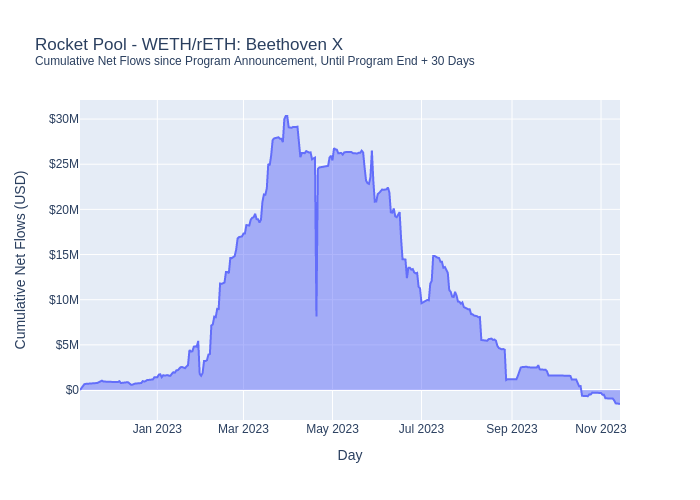 Rocket Pool - WETH/rETH: Beethoven X
Cumulative Net Flows since Program Announcement, Until Program End + 30 Days
Cumulative Net Flows (USD)
$30M
$25M
$20M
$15M
$10M
$5M
$0
Jan 2023
Mar 2023
May 2023
Jul 2023
Sep 2023
Nov 2023
Day